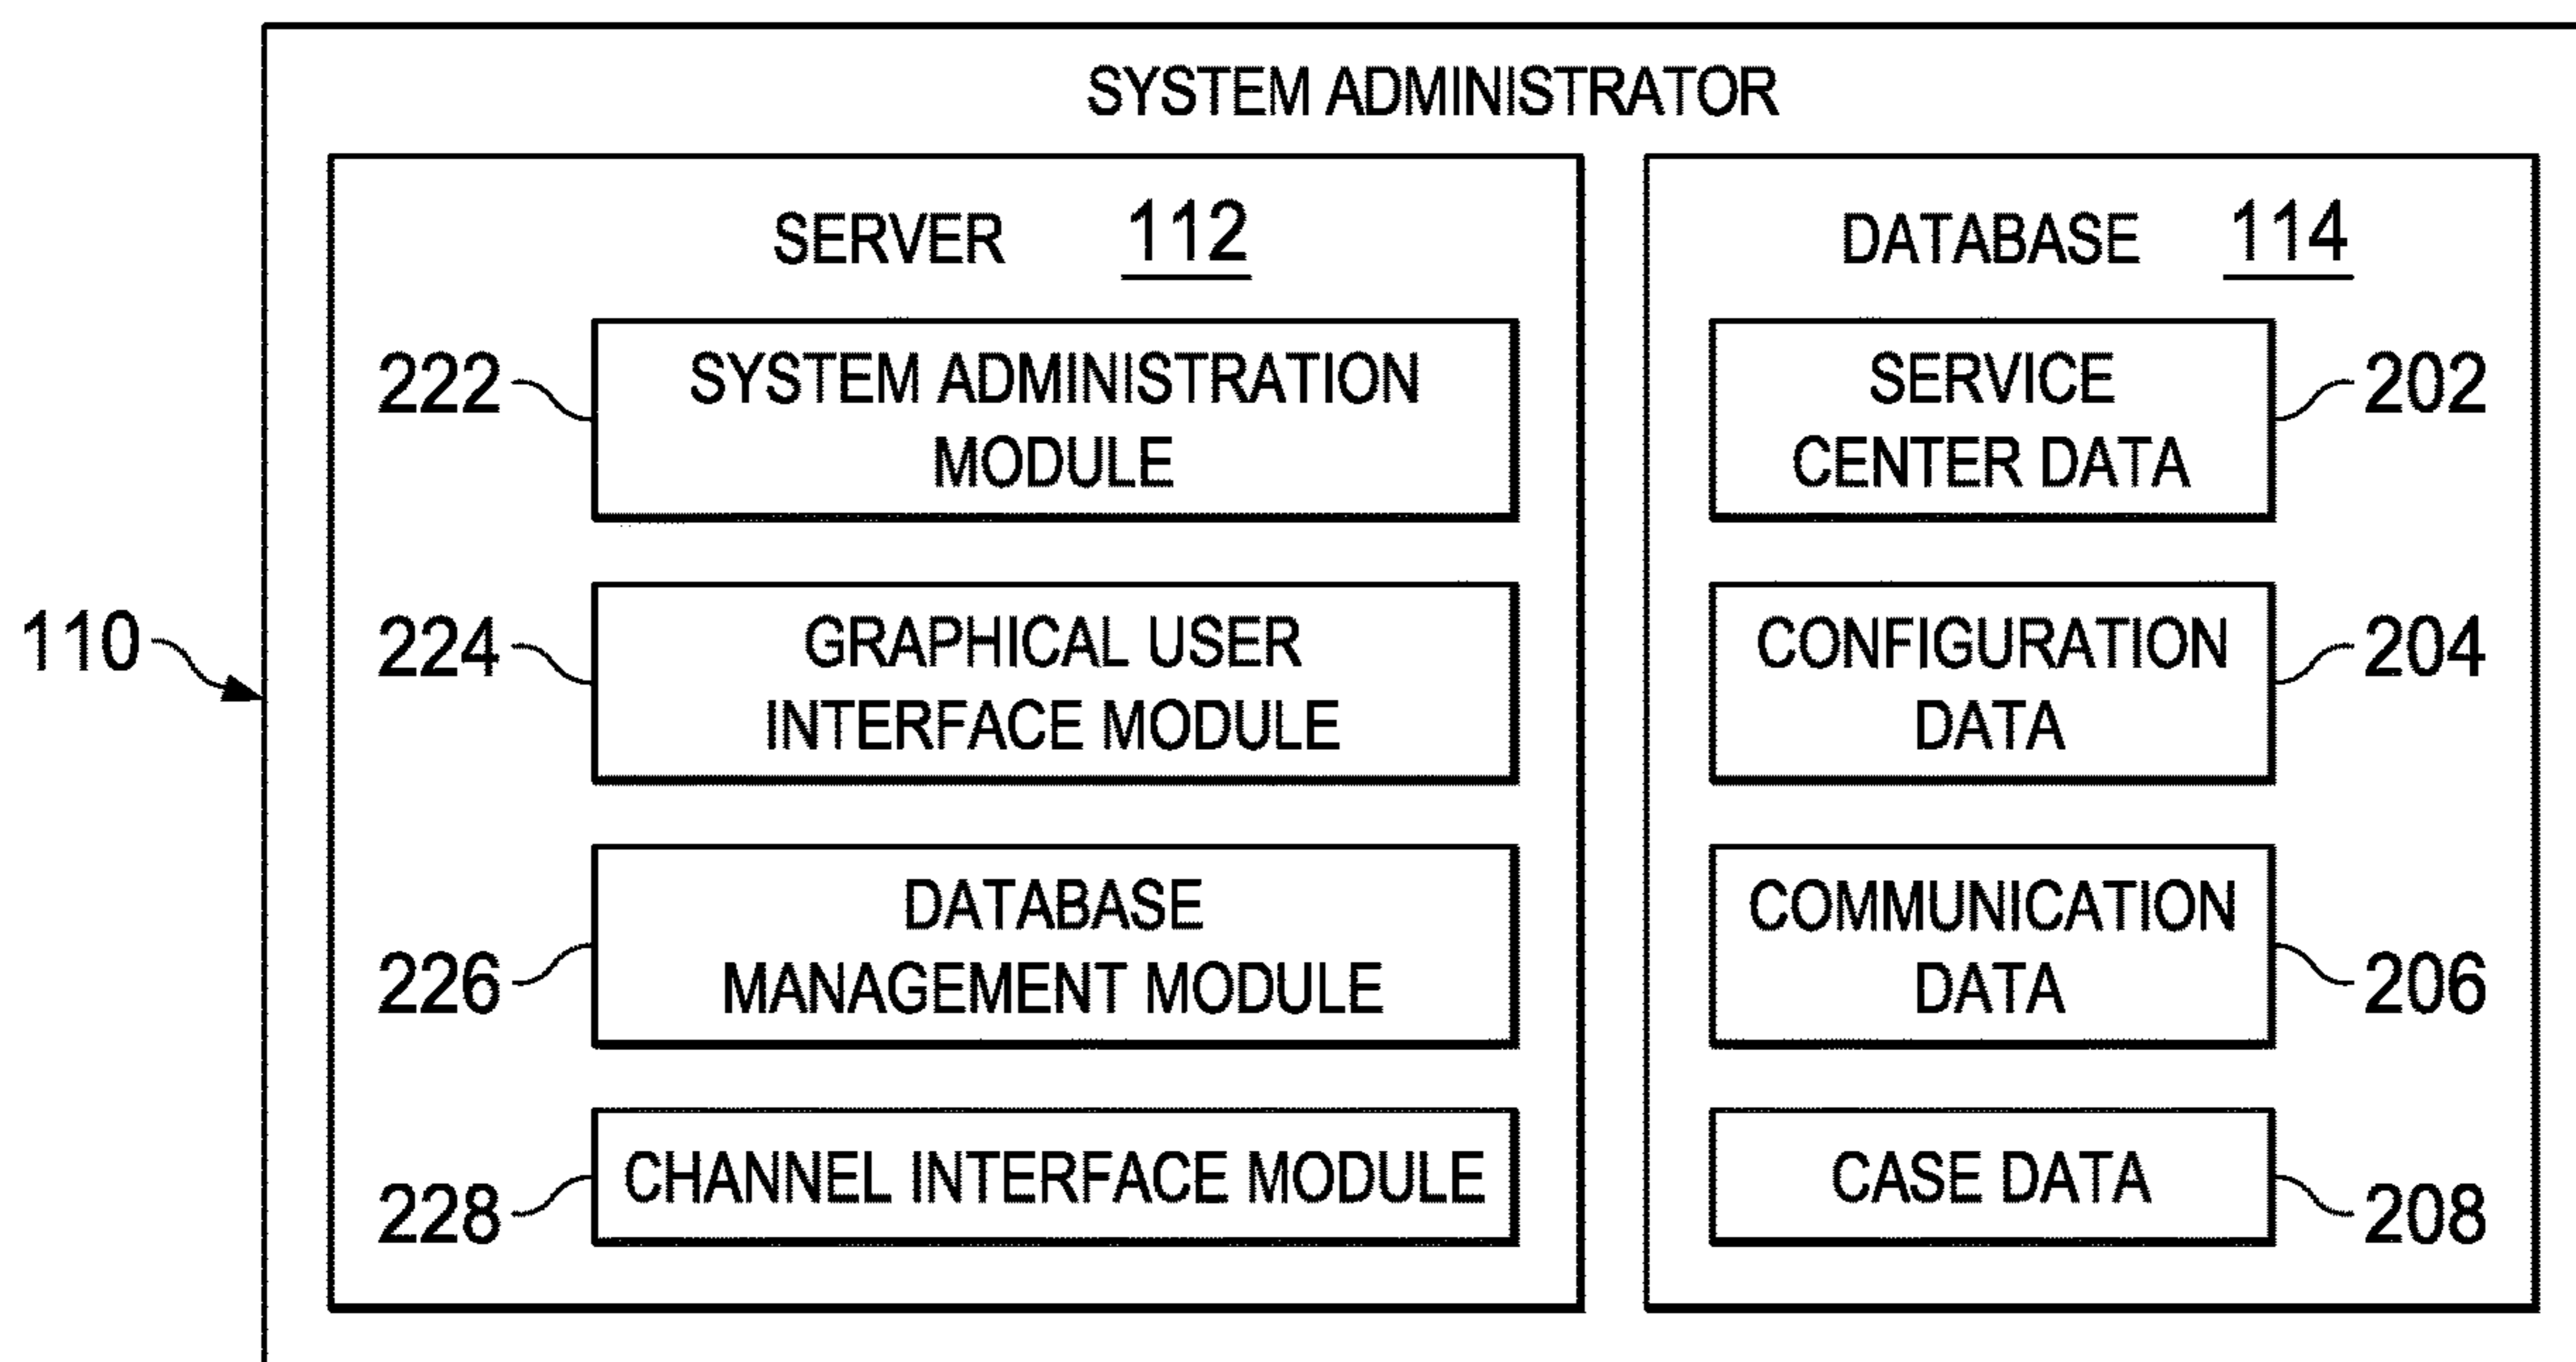 SYSTEM ADMINISTRATOR
110
SERVER 112
222
SYSTEM ADMINISTRATION
MODULE
224
GRAPHICAL USER
INTERFACE MODULE
226
DATABASE
MANAGEMENT MODULE
228
CHANNEL INTERFACE MODULE
DATABASE 114
SERVICE
CENTER DATA
202
CONFIGURATION
DATA
204
COMMUNICATION
DATA
206
CASE DATA
208